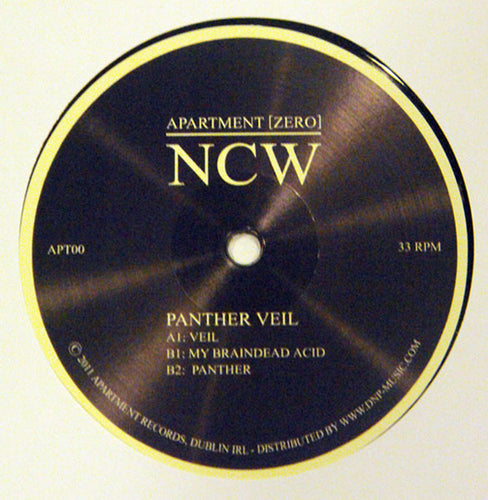 APARTMENT [ZERO]
NCW
APT00
33 RPM
PANTHER VEIL
A1: VEIL
B1: MY BRAINDEAD ACID
B2: PANTHER
© 2011 APARTMENT RECORDS, DUBLIN IRL - DISTRIBUTED BY WWW.DNP-MUSIC.COM